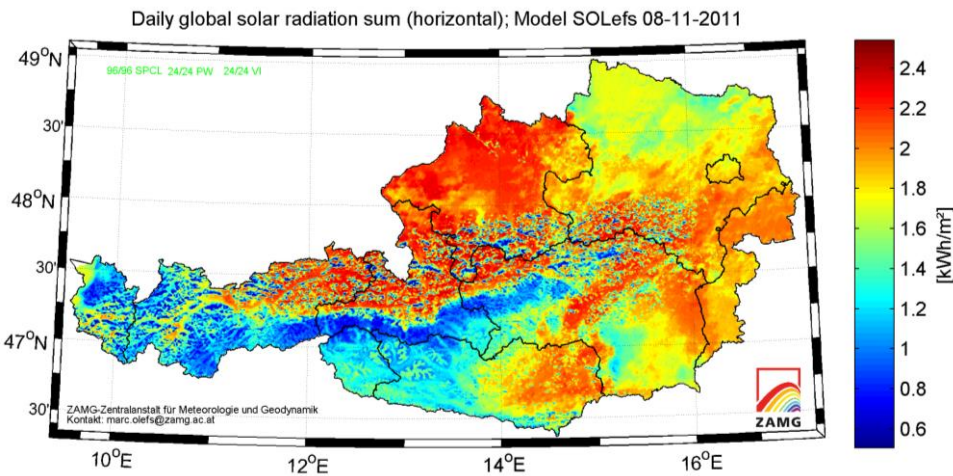 Daily global solar radiation sum (horizontal); Model SOLefs 08-11-2011
96/96 SPCL 24/24 PW 24/24 VI
49°N
30'
48°N
30'
47°N
30'
10°E
12°E
14°E
16°E
ZAMG-Zentralanstalt für Meteorologie und Geodynamik
Kontakt: marc.olefs@zamg.ac.at
ZAMG
2.4
2.2
2
1.8
1.6
1.4
1.2
1
0.8
0.6
[kWh/m²]